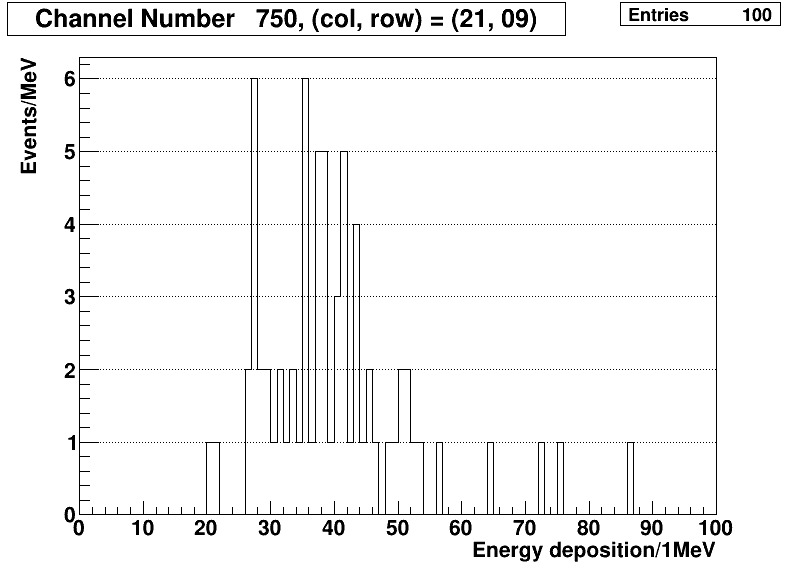 Channel Number 750, (col, row) = (21, 09)
Entries 100
Events/MeV
6
5
4
3
2
1
0
0 10 20 30 40 50 60 70 80 90 100
Energy deposition/1MeV